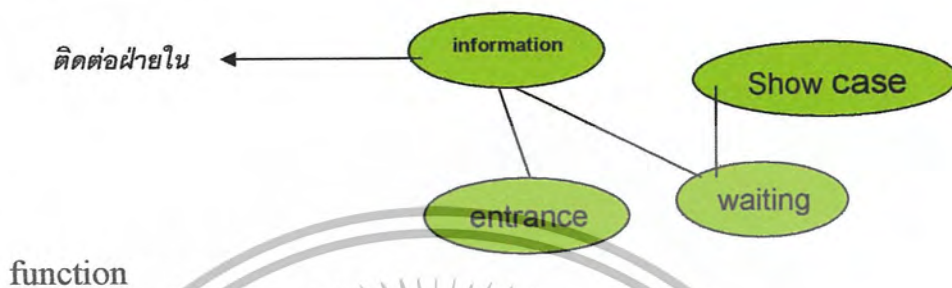 information
ติดต่อฝ่ายใน
Show case
waiting
entrance
function